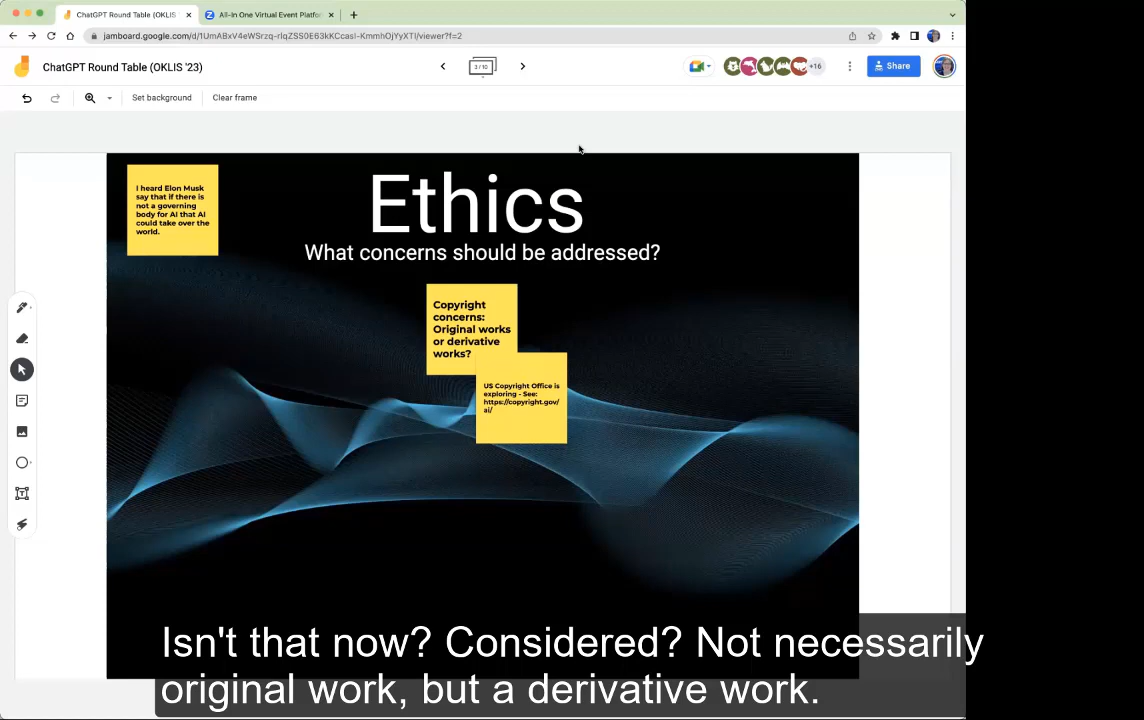 ChatGPT Round Table (OKLIS
All-In One Virtual Event Platfor
jamboard.google.com/d/1UmABxV4eWSrzq-rlqZSS0E63kKCcasI-KmmhOjYyXTI/viewer?f=2
ChatGPT Round Table (OKLIS '23)
3 / 10
+16
Share
Set background
Clear frame
I heard Elon Musk
say that if there is
not a governing
body for AI that AI
could take over the
world.
Ethics
What concerns should be addressed?
Copyright
concerns:
Original works
or derivative
works?
US Copyright Office is
exploring - See:
https://copyright.gov/
ai/
Isn't that now? Considered? Not necessarily
original work, but a derivative work.